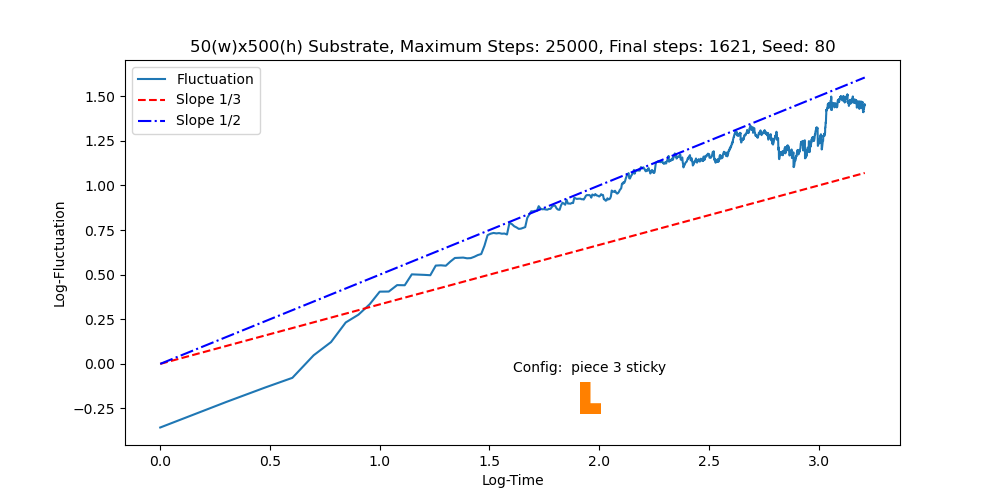 50(w)x500(h) Substrate, Maximum Steps: 25000, Final steps: 1621, Seed: 80
Fluctuation
Slope 1/3
Slope 1/2
1.50
1.25
1.00
0.75
0.50
0.25
0.00
−0.25
Log-Fluctuation
Config:  piece 3 sticky
0.0 0.5 1.0 1.5 2.0 2.5 3.0
Log-Time